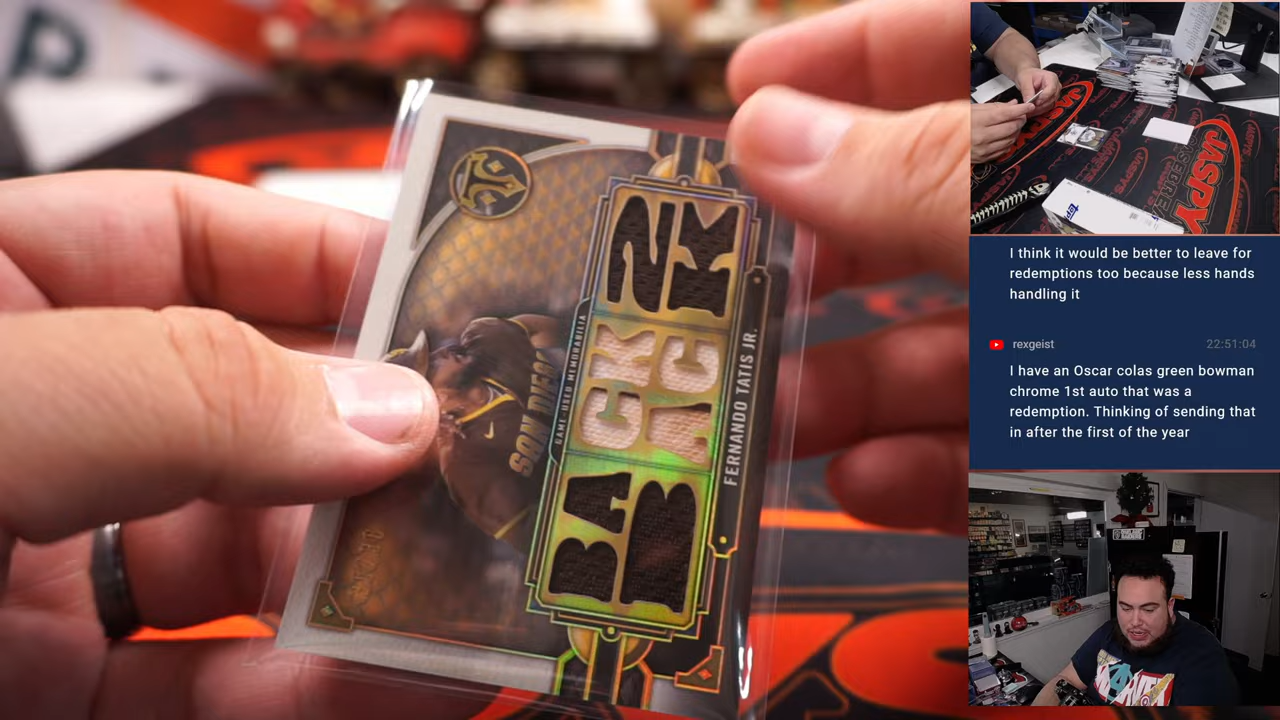 BACK 2
BACK
GAME-USED MEMORABILIA
FERNANDO TATIS JR.
SAN DIEGO
JASPY
JASPYS
I think it would be better to leave for
redemptions too because less hands
handling it
rexgeist
22:51:04
I have an Oscar colas green bowman
chrome 1st auto that was a
redemption. Thinking of sending that
in after the first of the year